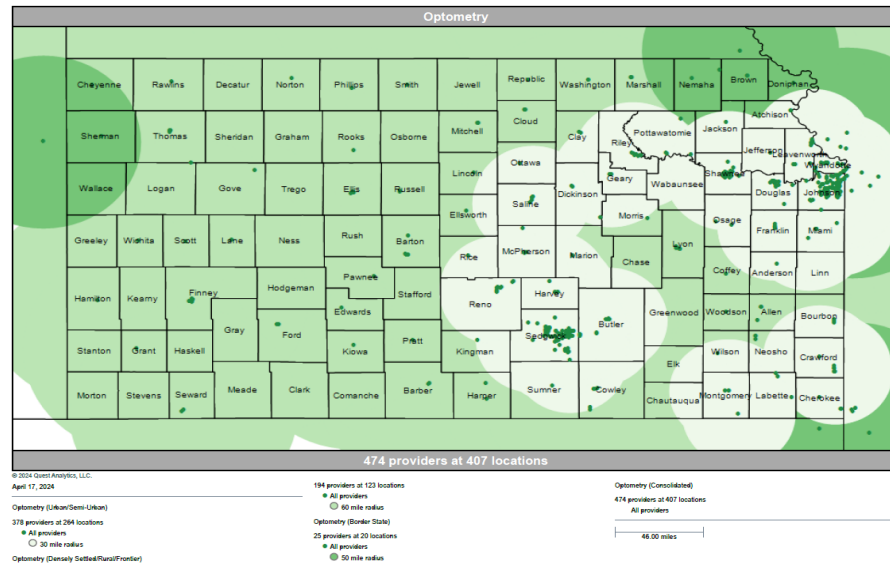 Optometry
Cheyenne
Rawlins
Decatur
Norton
Phillips
Smith
Jewell
Republic
Washington
Marshall
Nemaha
Brown
Doniphan
Sherman
Thomas
Sheridan
Graham
Rooks
Osborne
Mitchell
Cloud
Clay
Riley
Pottawatomie
Jackson
Atchison
Jefferson
Leavenworth
Wyandotte
Wallace
Logan
Gove
Trego
Ellis
Russell
Lincoln
Ottawa
Saline
Dickinson
Geary
Wabaunsee
Shawnee
Douglas
Johnson
Greeley
Wichita
Scott
Lane
Ness
Rush
Barton
Ellsworth
Rice
McPherson
Marion
Morris
Chase
Lyon
Osage
Franklin
Miami
Hamilton
Kearny
Finney
Hodgeman
Pawnee
Edwards
Stafford
Reno
Harvey
Butler
Greenwood
Coffey
Anderson
Linn
Stanton
Grant
Haskell
Gray
Ford
Kiowa
Pratt
Kingman
Sedgwick
Elk
Woodson
Allen
Bourbon
Wilson
Neosho
Crawford
Morton
Stevens
Seward
Meade
Clark
Comanche
Barber
Harper
Sumner
Cowley
Chautauqua
Montgomery
Labette
Cherokee
474 providers at 407 locations
© 2024 Quest Analytics, LLC.
April 17, 2024
Optometry (Urban/Semi-Urban)
378 providers at 264 locations
All providers
30 mile radius
Optometry (Densely Settled/Rural/Frontier)
194 providers at 123 locations
All providers
60 mile radius
Optometry (Border State)
25 providers at 20 locations
All providers
50 mile radius
Optometry (Consolidated)
474 providers at 407 locations
All providers
46.00 miles